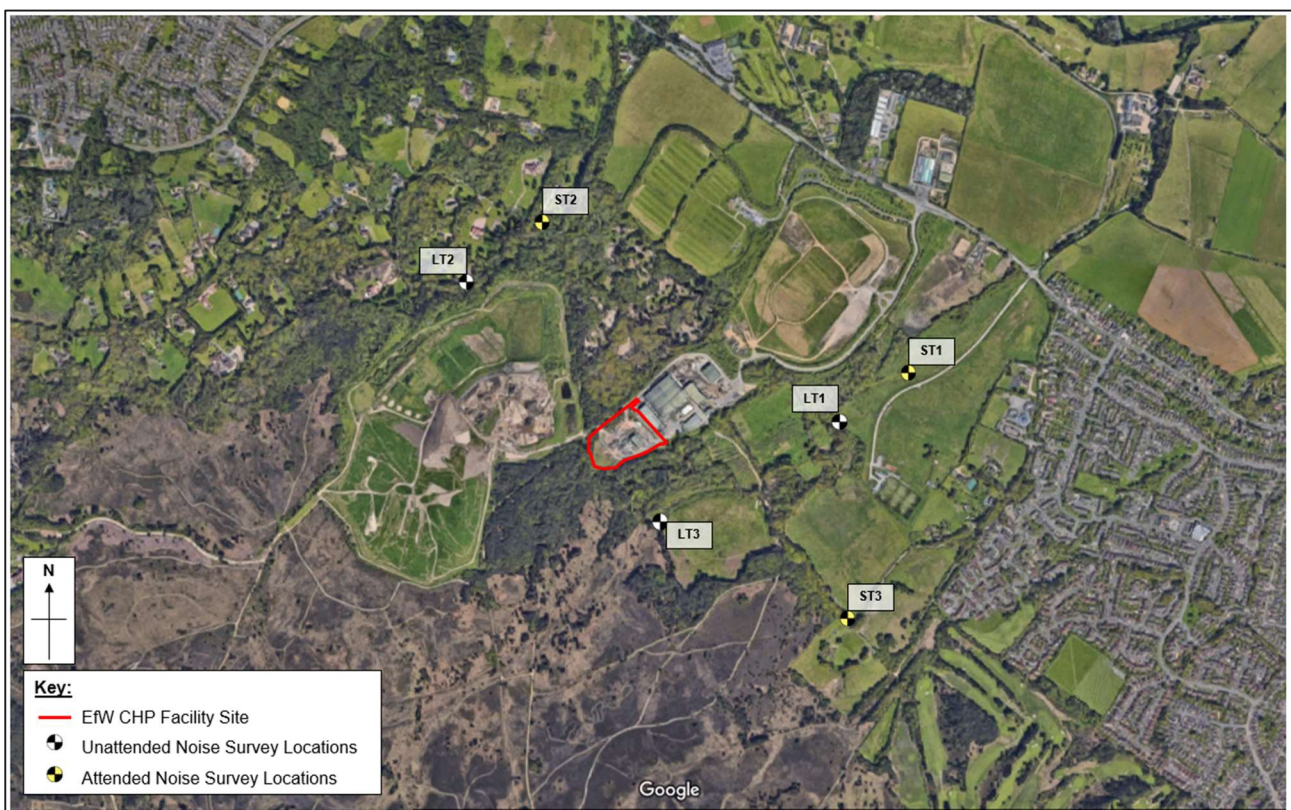 ST2
LT2
ST1
LT1
LT3
ST3
N
Key:
EfW CHP Facility Site
Unattended Noise Survey Locations
Attended Noise Survey Locations
Google